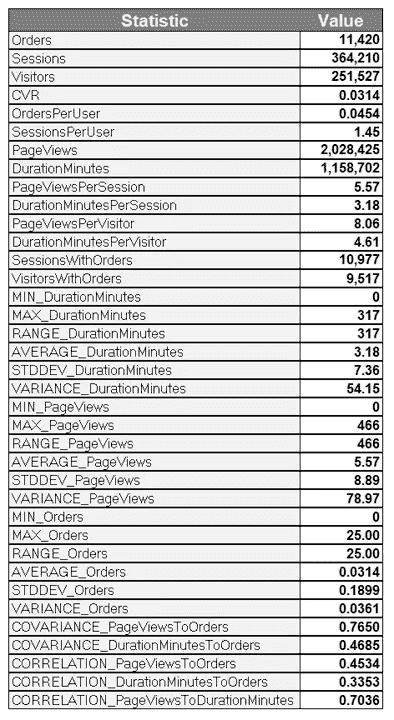 Statistic Value
Orders 11,420
Sessions 364,210
Visitors 251,527
CVR 0.0314
OrdersPerUser 0.0454
SessionsPerUser 1.45
PageViews 2,028,425
DurationMinutes 1,158,702
PageViewsPerSession 5.57
DurationMinutesPerSession 3.18
PageViewsPerVisitor 8.06
DurationMinutesPerVisitor 4.61
SessionsWithOrders 10,977
VisitorsWithOrders 9,517
MIN_DurationMinutes 0
MAX_DurationMinutes 317
RANGE_DurationMinutes 317
AVERAGE_DurationMinutes 3.18
STDDEV_DurationMinutes 7.36
VARIANCE_DurationMinutes 54.15
MIN_PageViews 0
MAX_PageViews 466
RANGE_PageViews 466
AVERAGE_PageViews 5.57
STDDEV_PageViews 8.89
VARIANCE_PageViews 78.97
MIN_Orders 0
MAX_Orders 25.00
RANGE_Orders 25.00
AVERAGE_Orders 0.0314
STDDEV_Orders 0.1899
VARIANCE_Orders 0.0361
COVARIANCE_PageViewsToOrders 0.7650
COVARIANCE_DurationMinutesToOrders 0.4685
CORRELATION_PageViewsToOrders 0.4534
CORRELATION_DurationMinutesToOrders 0.3353
CORRELATION_PageViewsToDurationMinutes 0.7036